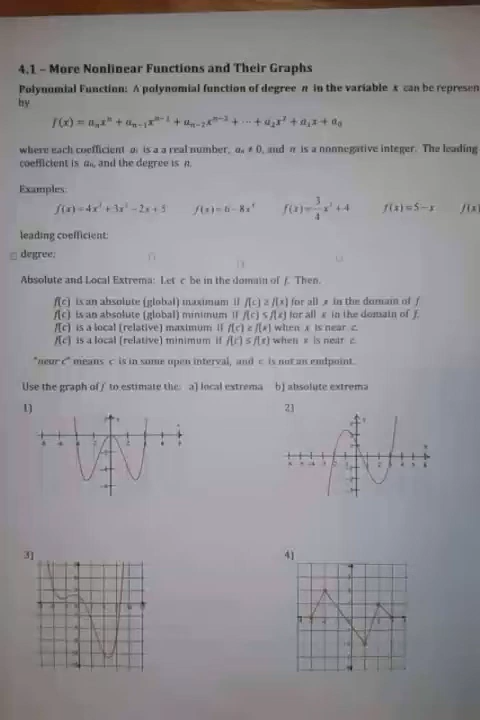 4.1 – More Nonlinear Functions and Their Graphs
Polynomial Function: A polynomial function of degree n in the variable x can be represen
by
f(x) = aₙxⁿ + aₙ₋₁xⁿ⁻¹ + aₙ₋₂xⁿ⁻² + ⋯ + a₂x² + a₁x + a₀
where each coefficient aᵢ is a a real number, aₙ ≠ 0, and n is a nonnegative integer. The leading
coefficient is aₙ, and the degree is n.
Examples:
f(x) = 4x³ + 3x² − 2x + 5 f(x) = 6 − 8x⁴ f(x) = 3/4 x² + 4 f(x) = 5 − x f(x)
leading coefficient:
degree:
Absolute and Local Extrema: Let c be in the domain of f. Then,
f(c) is an absolute (global) maximum if f(c) ≥ f(x) for all x in the domain of f.
f(c) is an absolute (global) minimum if f(c) ≤ f(x) for all x in the domain of f.
f(c) is a local (relative) maximum if f(c) ≥ f(x) when x is near c.
f(c) is a local (relative) minimum if f(c) ≤ f(x) when x is near c.
"near c" means c is in some open interval, and c is not an endpoint.
Use the graph of f to estimate the: a) local extrema b) absolute extrema
1) 2)
3) 4)